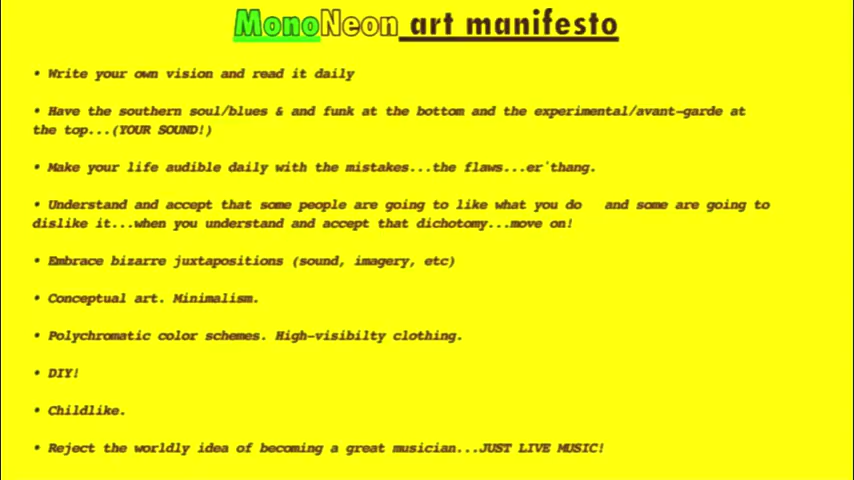 MonoNeon art manifesto
• Write your own vision and read it daily
• Have the southern soul/blues & and funk at the bottom and the experimental/avant-garde at
the top...(YOUR SOUND!)
• Make your life audible daily with the mistakes...the flaws...er'thang.
• Understand and accept that some people are going to like what you do and some are going to
dislike it...when you understand and accept that dichotomy...move on!
• Embrace bizarre juxtapositions (sound, imagery, etc)
• Conceptual art. Minimalism.
• Polychromatic color schemes. High-visibilty clothing.
• DIY!
• Childlike.
• Reject the worldly idea of becoming a great musician...JUST LIVE MUSIC!